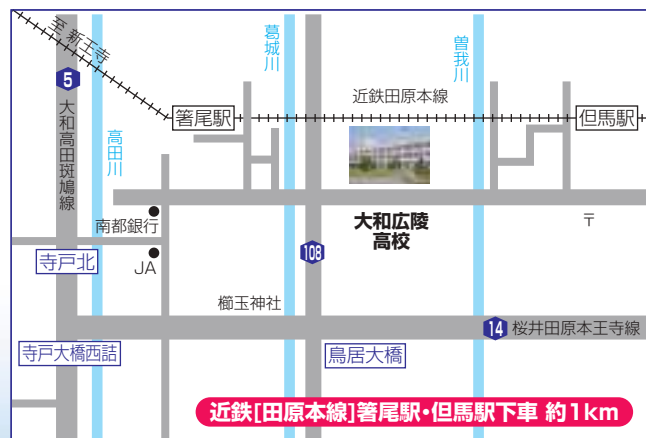 至 新王寺
5
大和高田斑鳩線
高田川
葛城川
曽我川
近鉄田原本線
箸尾駅
但馬駅
南都銀行
大和広陵
高校
〒
寺戸北
JA
108
櫛玉神社
14 桜井田原本王寺線
寺戸大橋西詰
鳥居大橋
近鉄[田原本線]箸尾駅・但馬駅下車 約1km